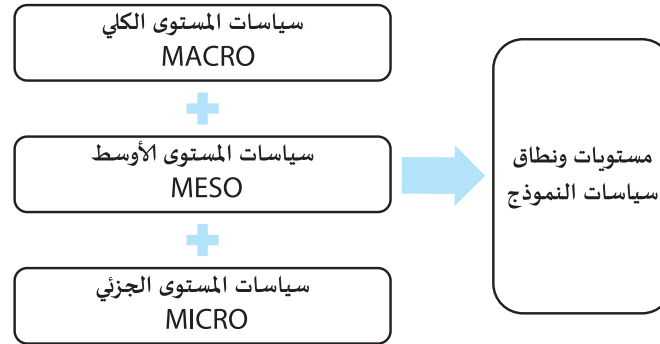 سياسات المستوى الكلي
MACRO
سياسات المستوى الأوسط
MESO
سياسات المستوى الجزئي
MICRO
مستويات ونطاق
سياسات النموذج